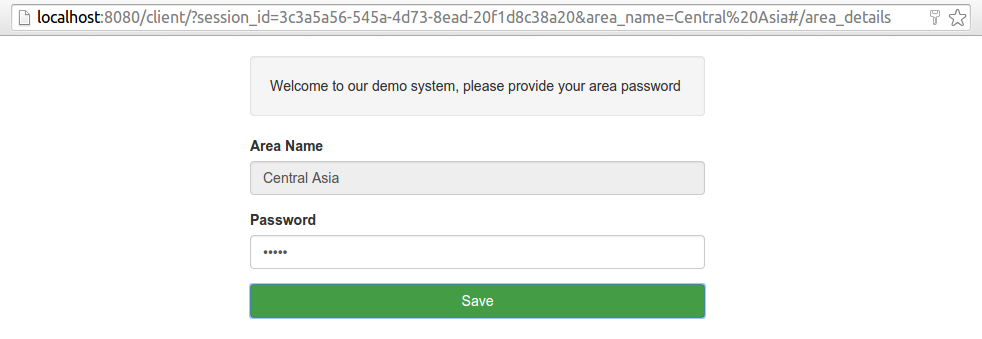 localhost:8080/client/?session_id=3c3a5a56-545a-4d73-8ead-20f1d8c38a20&area_name=Central%20Asia#/area_details
Welcome to our demo system, please provide your area password
Area Name
Central Asia
Password
•••••
Save